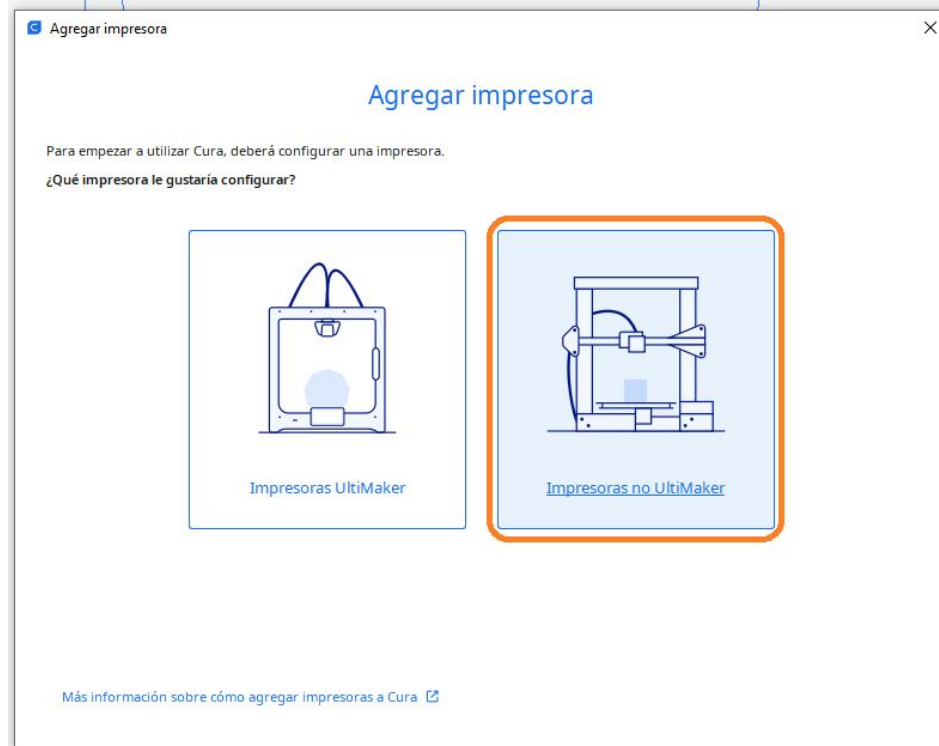 Agregar impresora
Agregar impresora
Para empezar a utilizar Cura, deberá configurar una impresora.
¿Qué impresora le gustaría configurar?
Impresoras UltiMaker
Impresoras no UltiMaker
Más información sobre cómo agregar impresoras a Cura